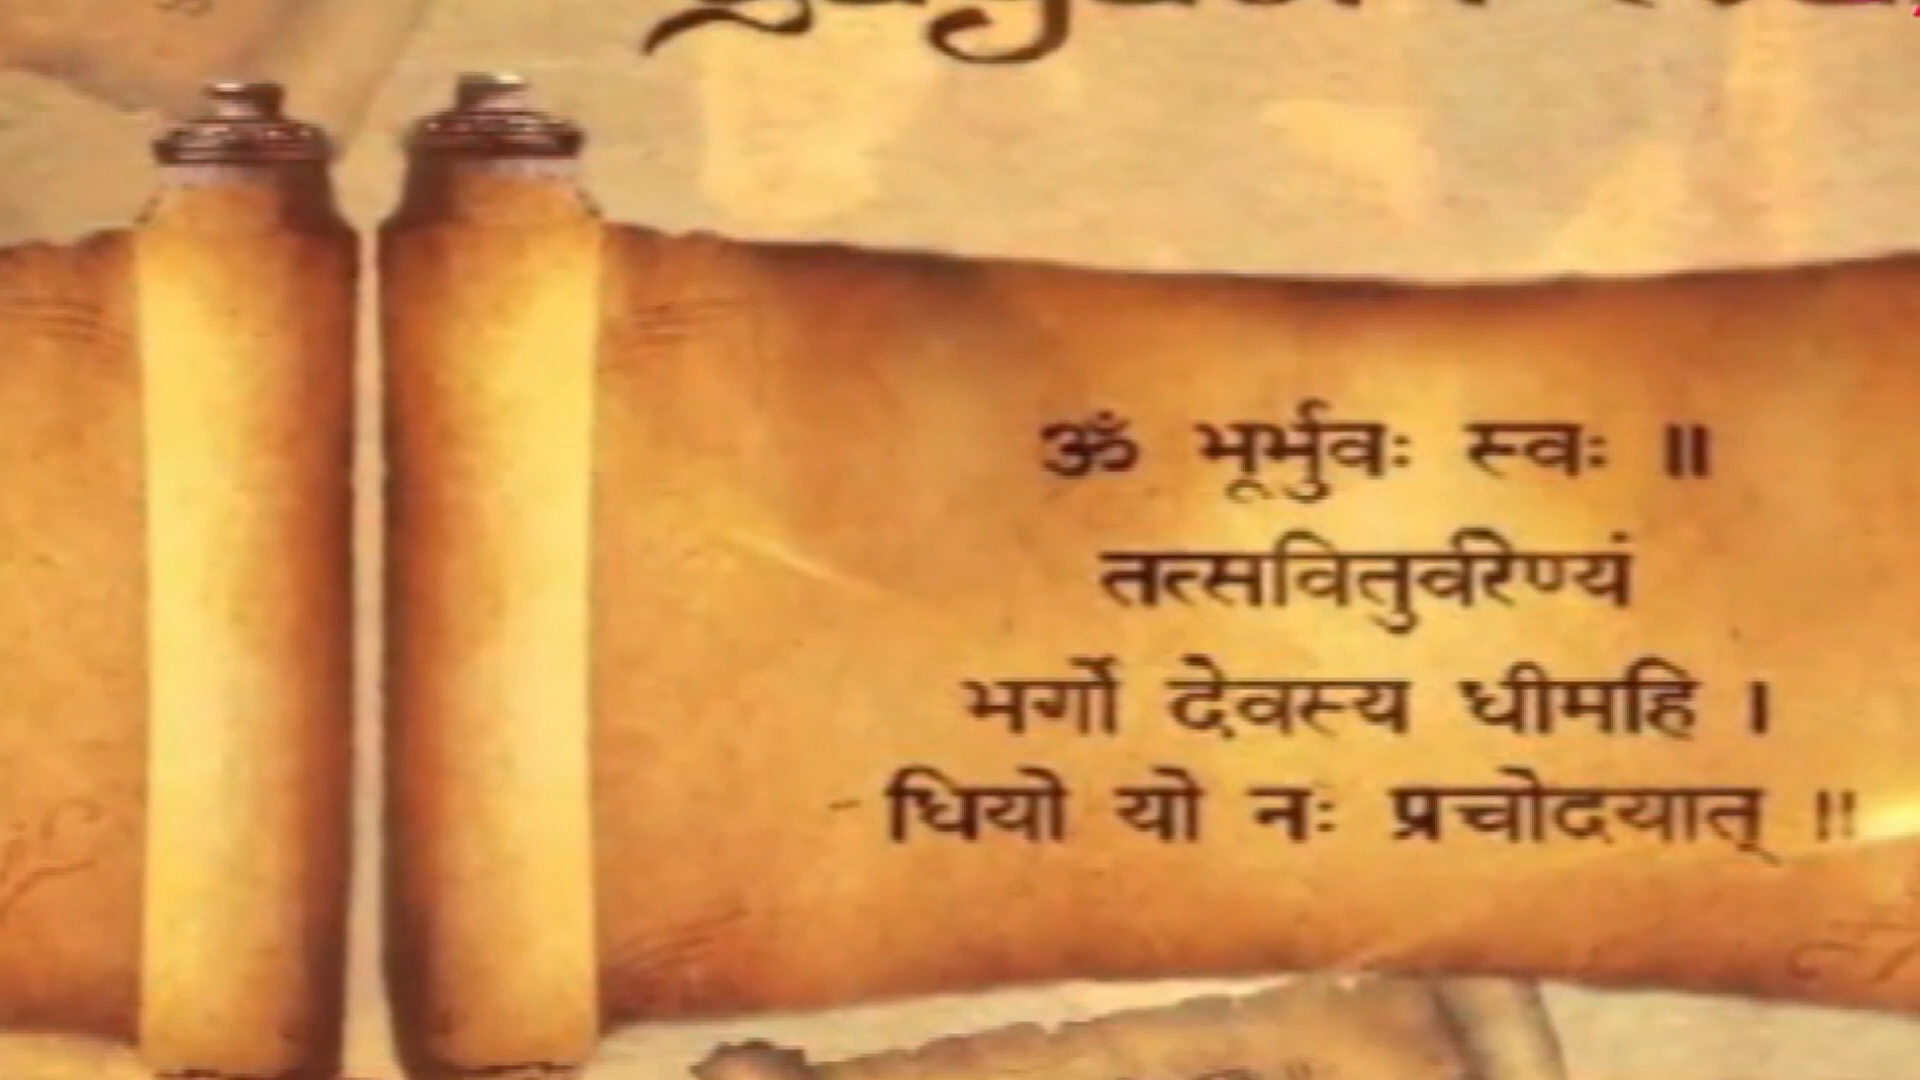 ॐ भूर्भुवः स्वः ॥
तत्सवितुर्वरेण्यं
भर्गो देवस्य धीमहि ।
धियो यो नः प्रचोदयात् !!